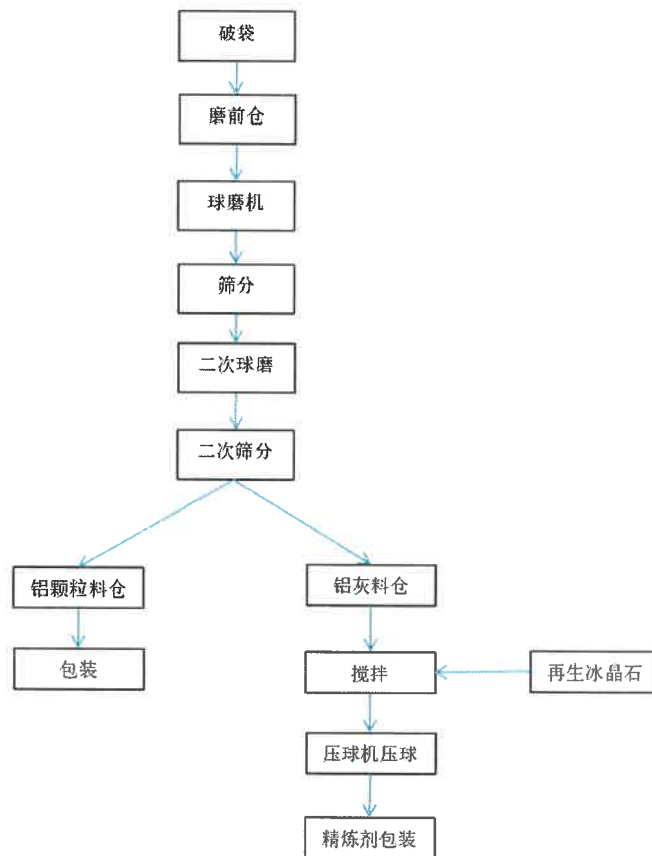 破袋
磨前仓
球磨机
筛分
二次球磨
二次筛分
铝颗粒料仓
铝灰料仓
包装
搅拌
再生冰晶石
压球机压球
精炼剂包装